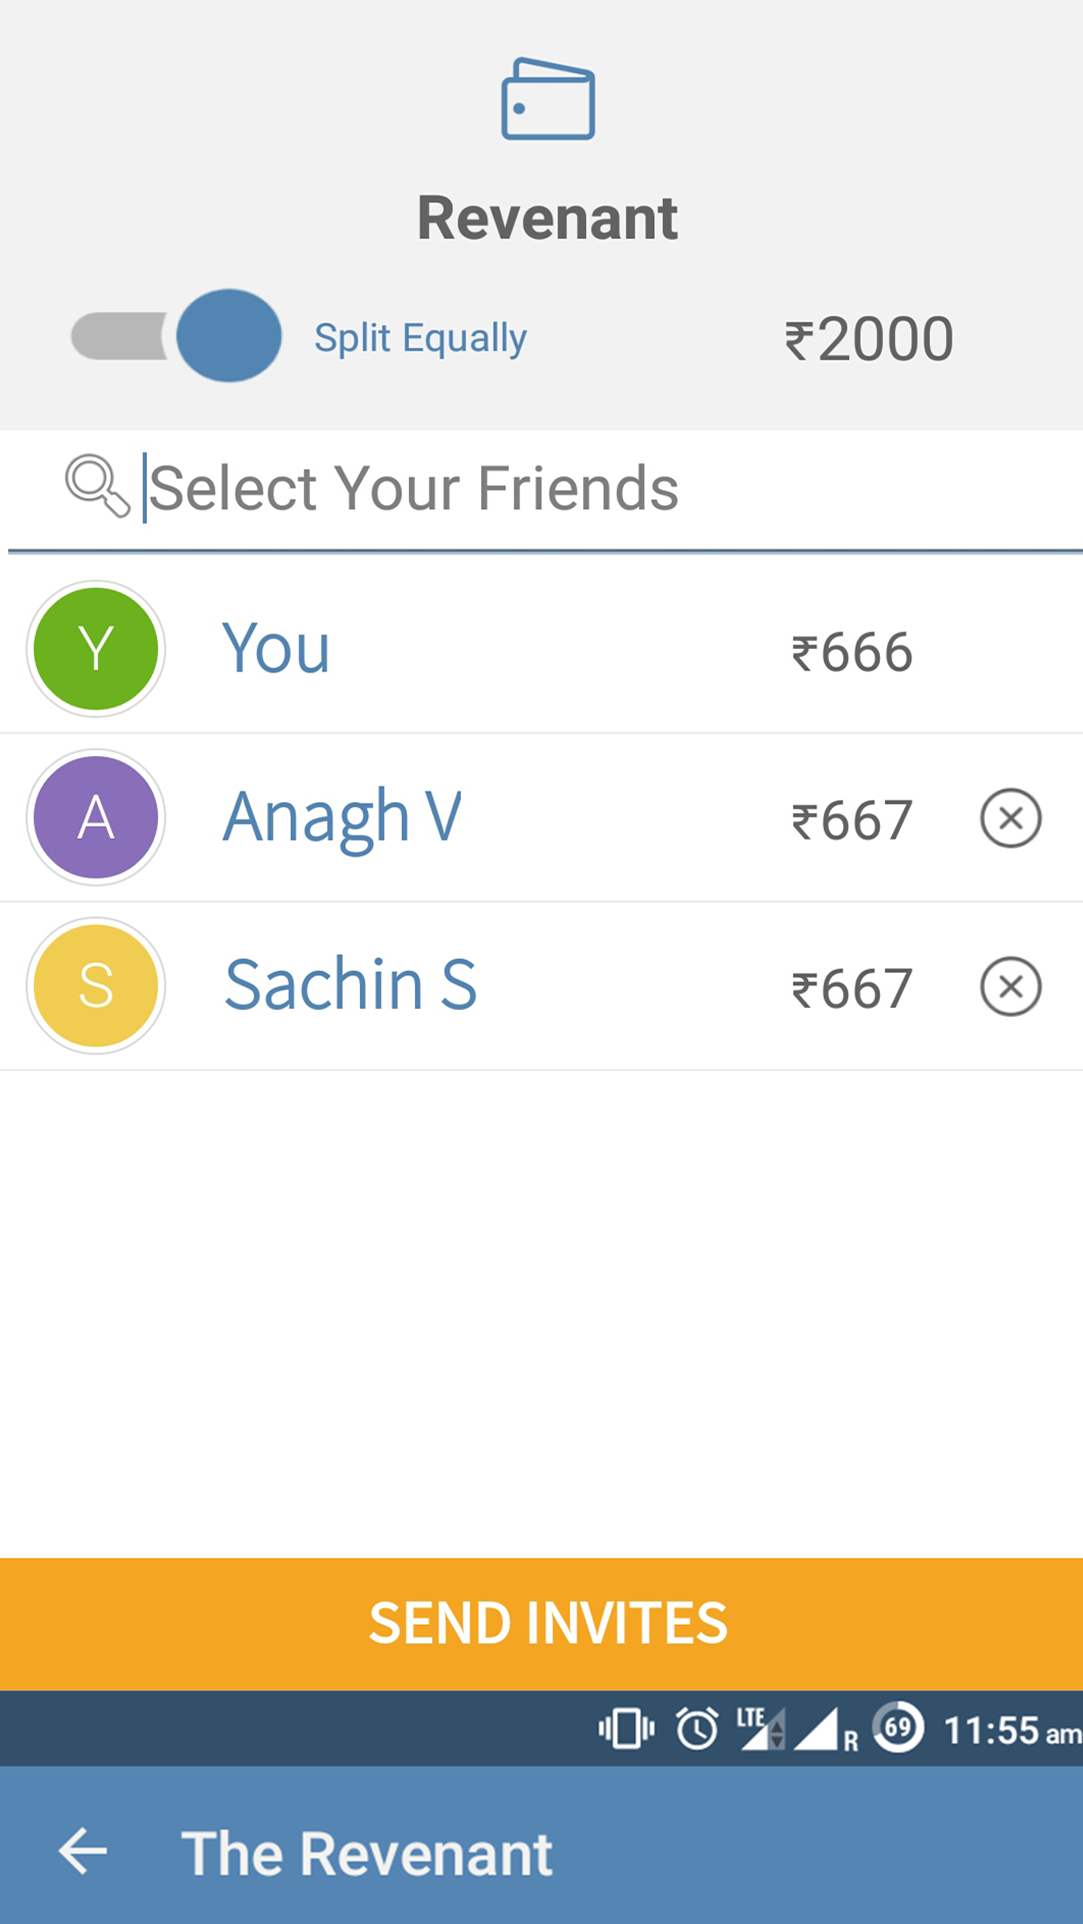 Revenant
Split Equally ₹2000
Select Your Friends
Y You ₹666
A Anagh V ₹667
S Sachin S ₹667
SEND INVITES
LTE R 69 11:55 am
The Revenant